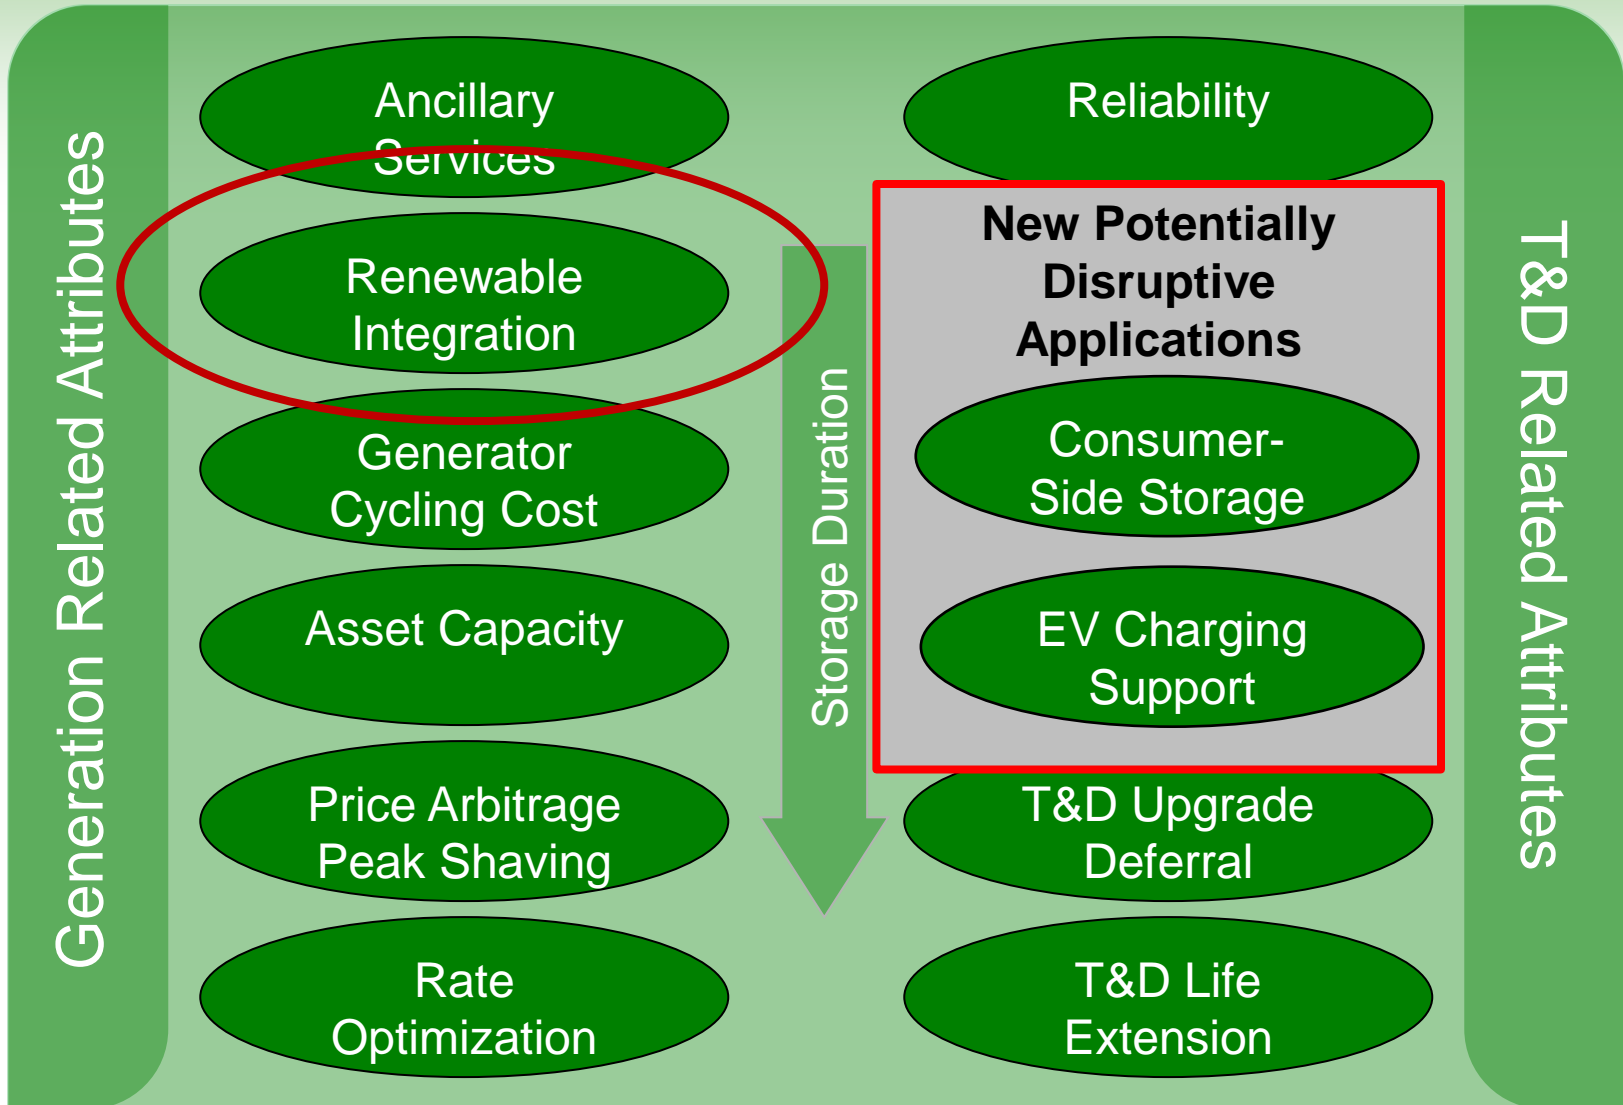 Generation Related Attributes
Ancillary
Services
Renewable
Integration
Generator
Cycling Cost
Asset Capacity
Price Arbitrage
Peak Shaving
Rate
Optimization
Storage Duration
Reliability
New Potentially
Disruptive
Applications
Consumer-
Side Storage
EV Charging
Support
T&D Upgrade
Deferral
T&D Life
Extension
T&D Related Attributes